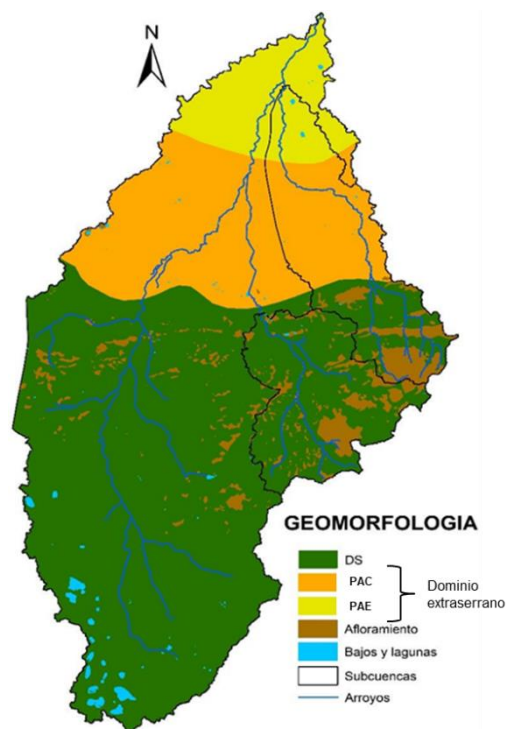 N
GEOMORFOLOGIA
DS
PAC
PAE
Dominio
extraserrano
Afloramiento
Bajos y lagunas
Subcuencas
Arroyos